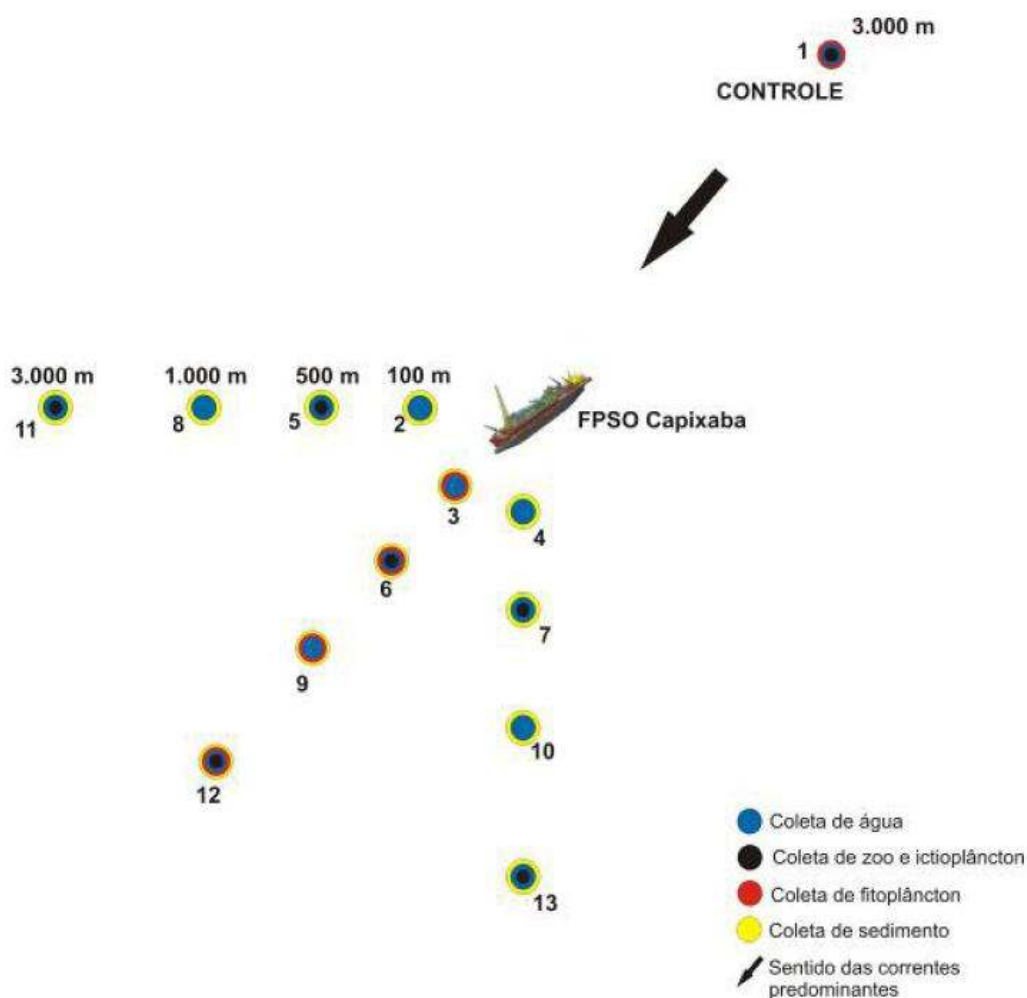 3.000 m
1
CONTROLE
3.000 m
1.000 m
500 m
100 m
11
8
5
2
FPSO Capixaba
3
4
6
7
9
10
12
13
Coleta de água
Coleta de zoo e ictioplâncton
Coleta de fitoplâncton
Coleta de sedimento
Sentido das correntes
predominantes